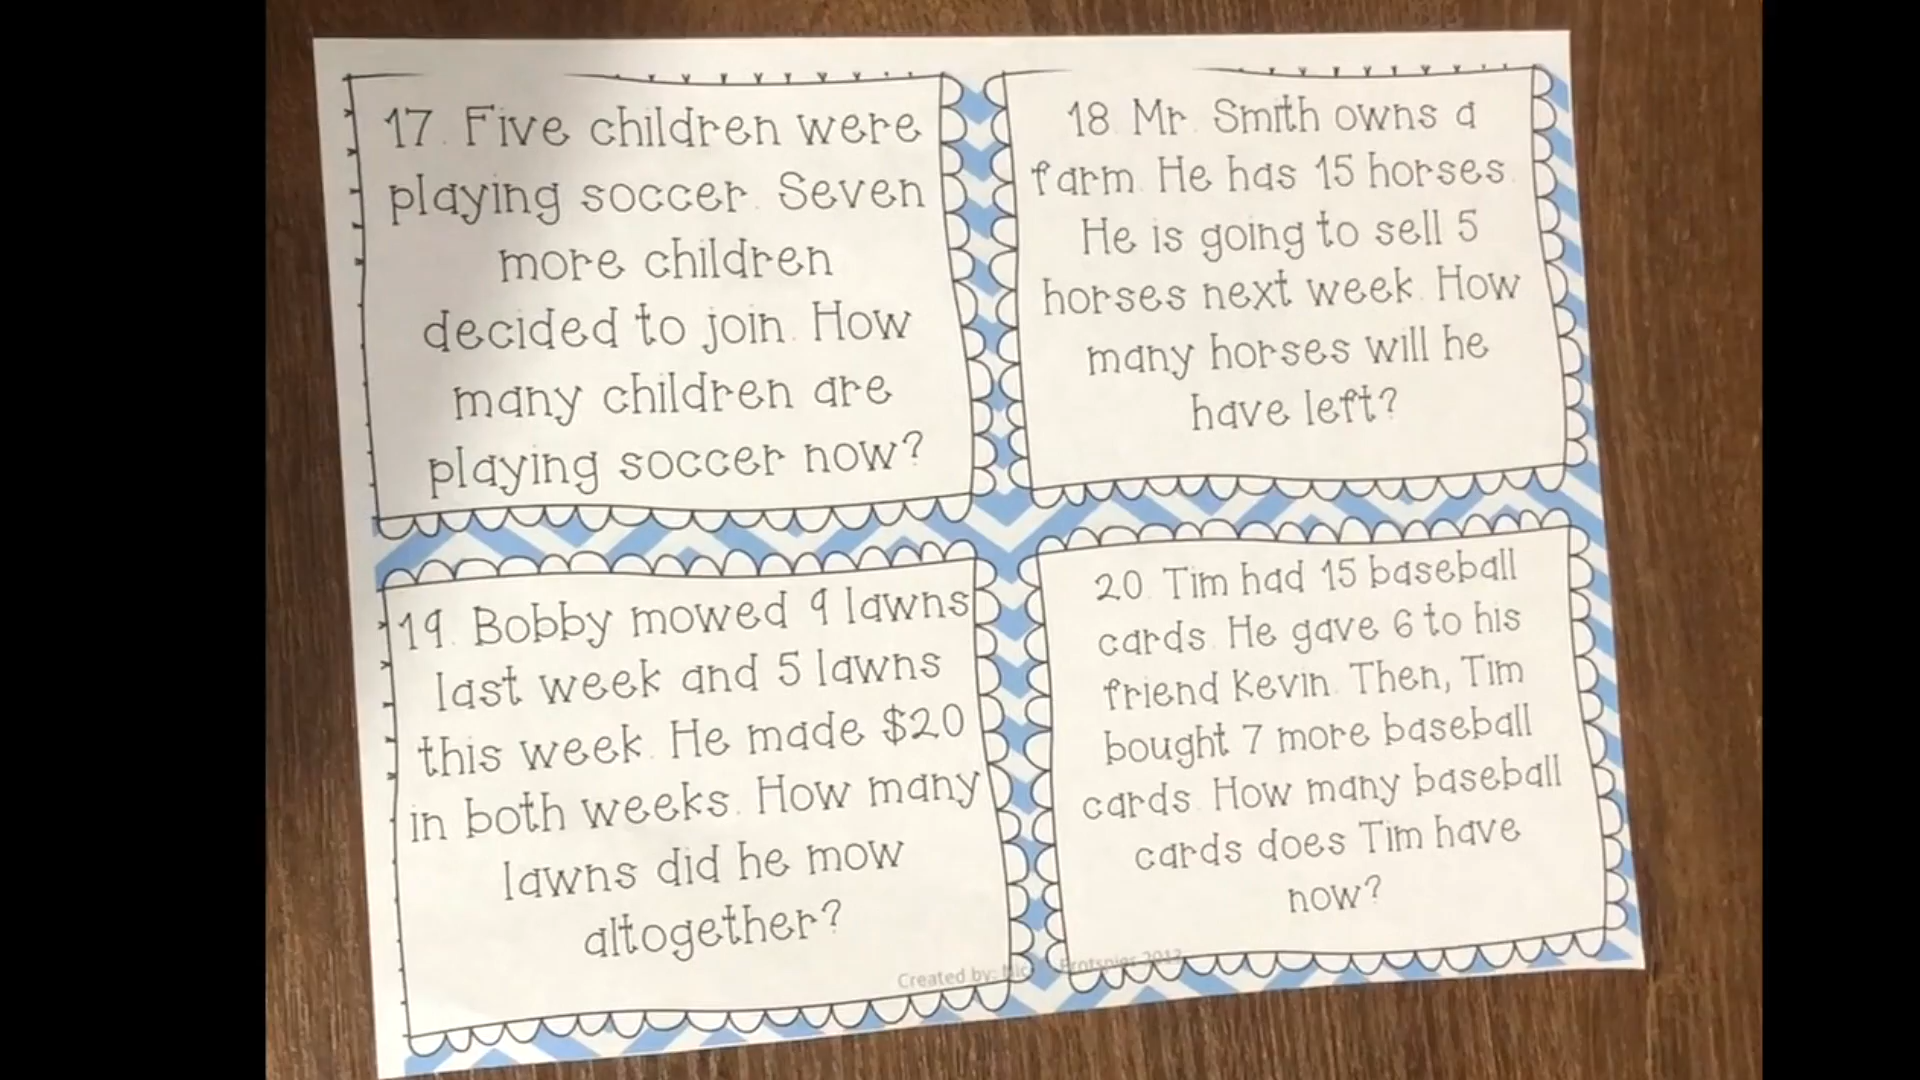 17. Five children were
playing soccer. Seven
more children
decided to join. How
many children are
playing soccer now?
18. Mr. Smith owns a
farm. He has 15 horses.
He is going to sell 5
horses next week. How
many horses will he
have left?
19. Bobby mowed 9 lawns
last week and 5 lawns
this week. He made $20
in both weeks. How many
lawns did he mow
altogether?
20. Tim had 15 baseball
cards. He gave 6 to his
friend Kevin. Then, Tim
bought 7 more baseball
cards. How many baseball
cards does Tim have
now?
Created by: